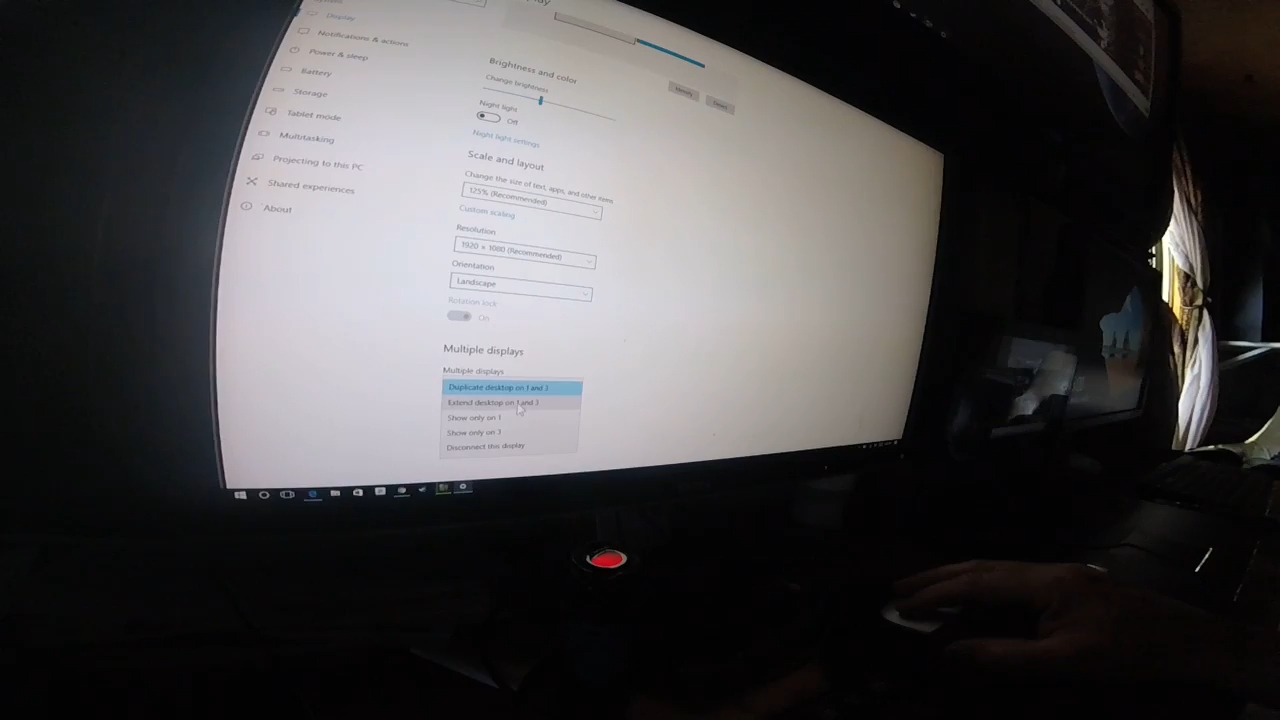 Display
Notifications & actions
Power & sleep
Battery
Storage
Tablet mode
Multitasking
Projecting to this PC
Shared experiences
About
Brightness and color
Change brightness
Night light
Off
Night light settings
Scale and layout
Change the size of text, apps, and other items
125% (Recommended)
Custom scaling
Resolution
1920 × 1080 (Recommended)
Orientation
Landscape
Rotation lock
On
Multiple displays
Multiple displays
Duplicate desktop on 1 and 3
Extend desktop on 1 and 3
Show only on 1
Show only on 3
Disconnect this display
Identify
Detect